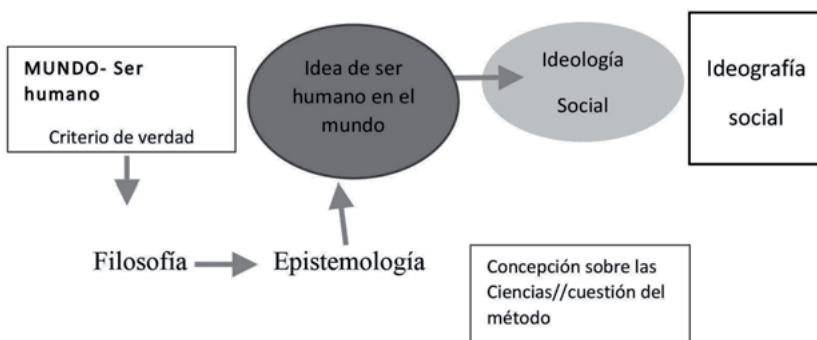 MUNDO- Ser
humano
Criterio de verdad
Idea de ser
humano en el
mundo
Ideología
Social
Ideografía
social
Filosofía
Epistemología
Concepción sobre las
Ciencias//cuestión del
método